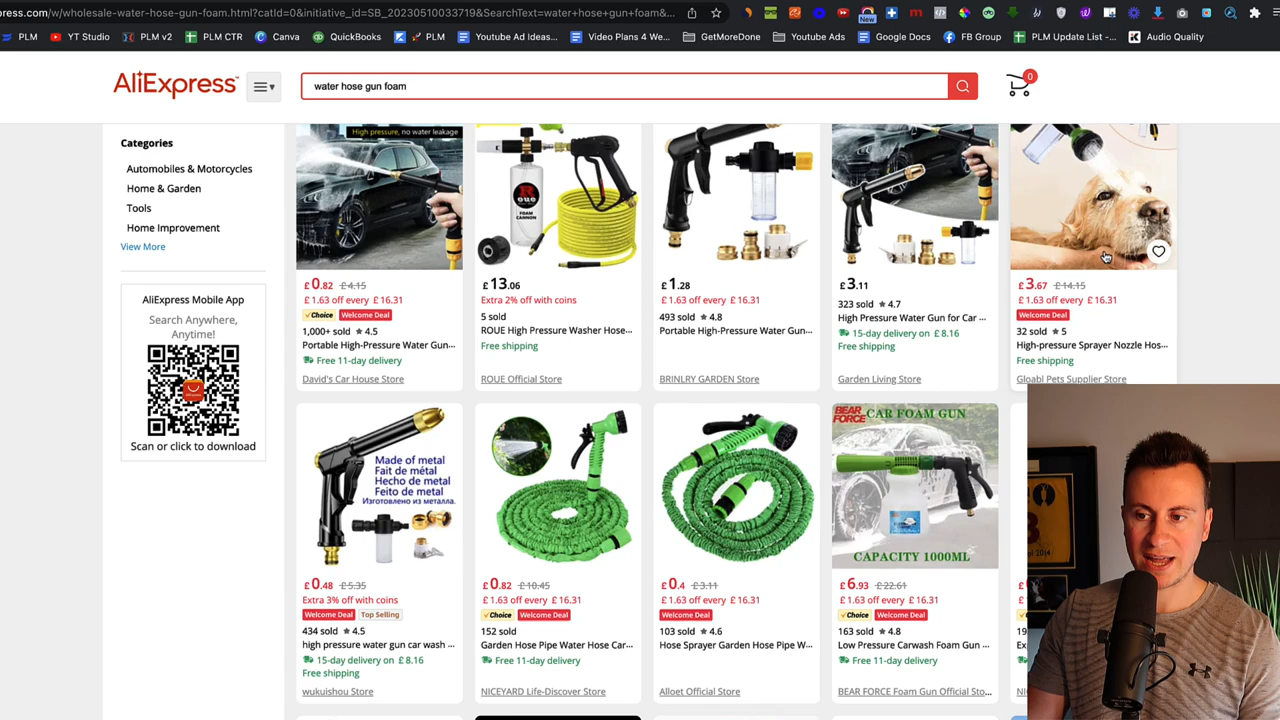 press.com/w/wholesale-water-hose-gun-foam.html?catId=0&initiative_id=SB_20230510033719&SearchText=water+hose+gun+foam&...
New
PLM
YT Studio
PLM v2
PLM CTR
Canva
QuickBooks
PLM
Youtube Ad Ideas...
Video Plans 4 We...
GetMoreDone
Youtube Ads
Google Docs
FB Group
PLM Update List -...
Audio Quality
AliExpress
water hose gun foam
0
Categories
Automobiles & Motorcycles
Home & Garden
Tools
Home Improvement
View More
AliExpress Mobile App
Search Anywhere,
Anytime!
Scan or click to download
High pressure, no water leakage
£0.82 £4.15
£1.63 off every £16.31
Choice Welcome Deal
1,000+ sold ★4.5
Portable High-Pressure Water Gun...
Free 11-day delivery
David's Car House Store
FOAM
CANNON
£13.06
Extra 2% off with coins
5 sold
ROUE High Pressure Washer Hose...
Free shipping
ROUE Official Store
£1.28
£1.63 off every £16.31
493 sold ★4.8
Portable High-Pressure Water Gun...
BRINLRY GARDEN Store
£3.11
323 sold ★4.7
High Pressure Water Gun for Car ...
15-day delivery on £8.16
Free shipping
Garden Living Store
£3.67 £14.15
£1.63 off every £16.31
Welcome Deal
32 sold ★5
High-pressure Sprayer Nozzle Hos...
Free shipping
Gloabl Pets Supplier Store
Made of metal
Fait de métal
Hecho de metal
Feito de metal
Изготовлено из металла.
£0.48 £5.35
Extra 3% off with coins
Welcome Deal Top Selling
434 sold ★4.5
high pressure water gun car wash ...
15-day delivery on £8.16
Free shipping
wukuishou Store
£0.82 £10.45
£1.63 off every £16.31
Choice Welcome Deal
152 sold
Garden Hose Pipe Water Hose Car...
Free 11-day delivery
NICEYARD Life-Discover Store
£0.4 £3.11
£1.63 off every £16.31
Welcome Deal
103 sold ★4.6
Hose Sprayer Garden Hose Pipe W...
Alloet Official Store
BEAR FORCE
CAR FOAM GUN
CAPACITY 1000ML
£6.93 £22.61
£1.63 off every £16.31
Choice Welcome Deal
163 sold ★4.8
Low Pressure Carwash Foam Gun ...
Free 11-day delivery
BEAR FORCE Foam Gun Official Sto...